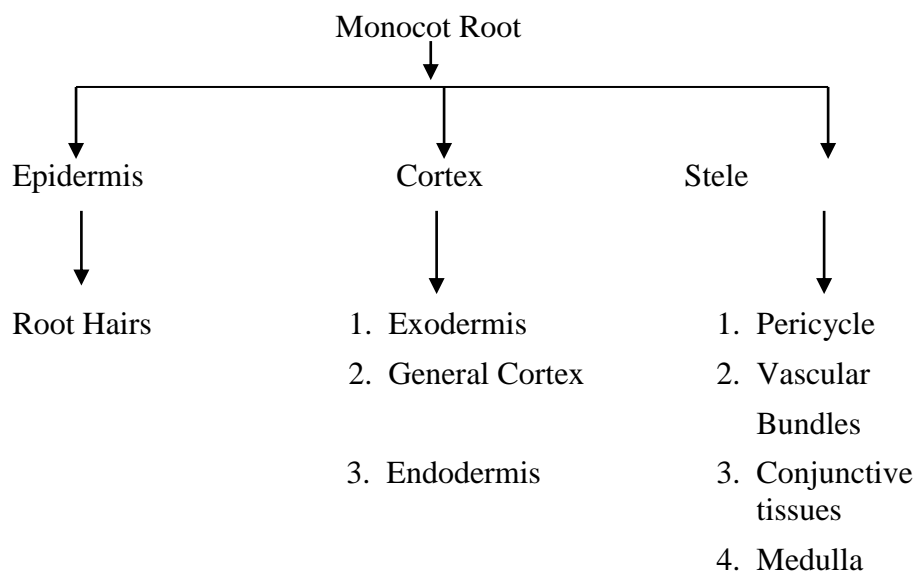 Monocot Root
Epidermis
Cortex
Stele
Root Hairs
1. Exodermis
2. General Cortex
3. Endodermis
1. Pericycle
2. Vascular
Bundles
3. Conjunctive
tissues
4. Medulla